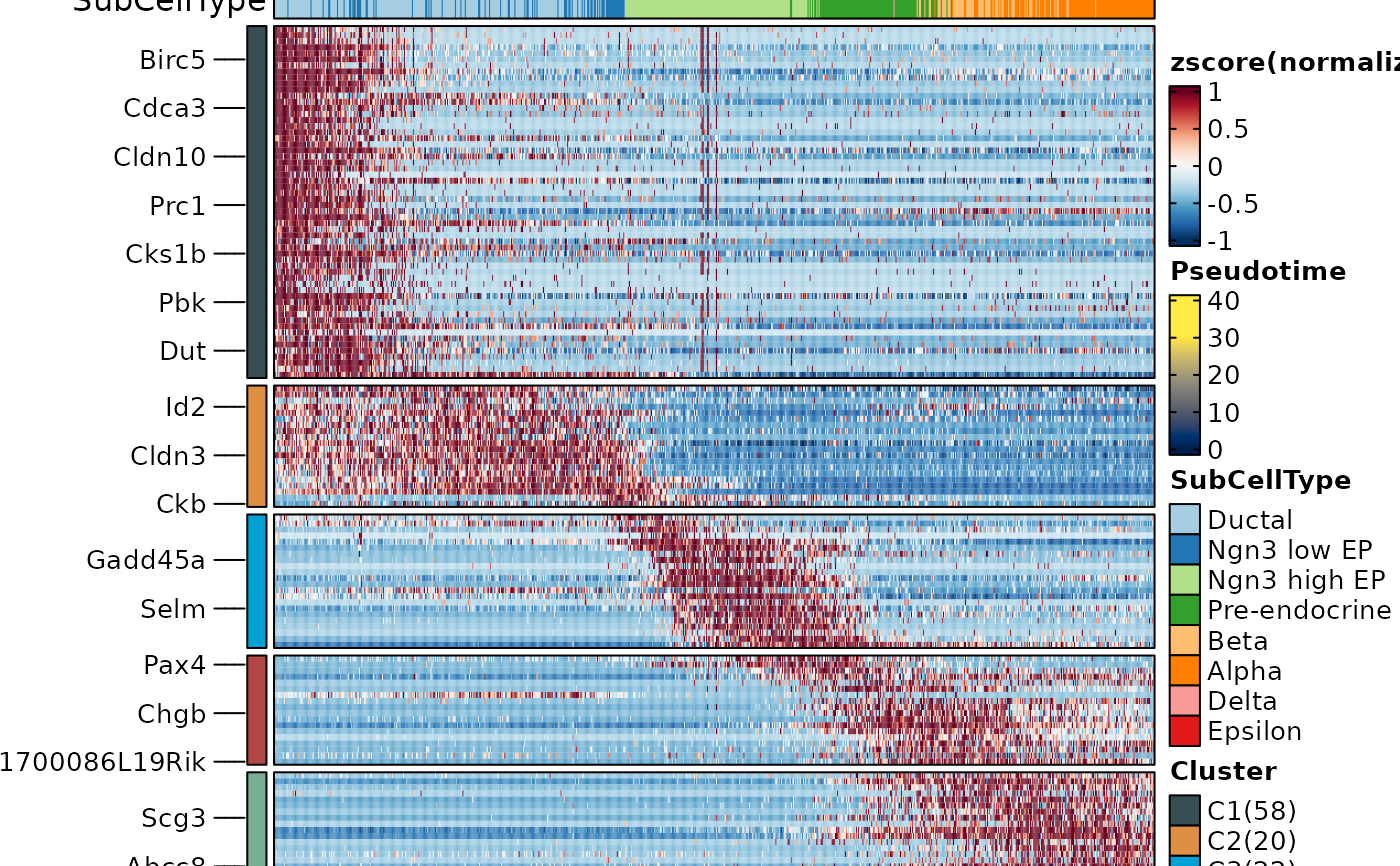 SubCellType
Birc5
Cdca3
Cldn10
Prc1
Cks1b
Pbk
Dut
Id2
Cldn3
Ckb
Gadd45a
Selm
Pax4
Chgb
1700086L19Rik
Scg3
Abcc8
zscore(normaliz
1
0.5
0
-0.5
-1
Pseudotime
40
30
20
10
0
SubCellType
Ductal
Ngn3 low EP
Ngn3 high EP
Pre-endocrine
Beta
Alpha
Delta
Epsilon
Cluster
C1(58)
C2(20)